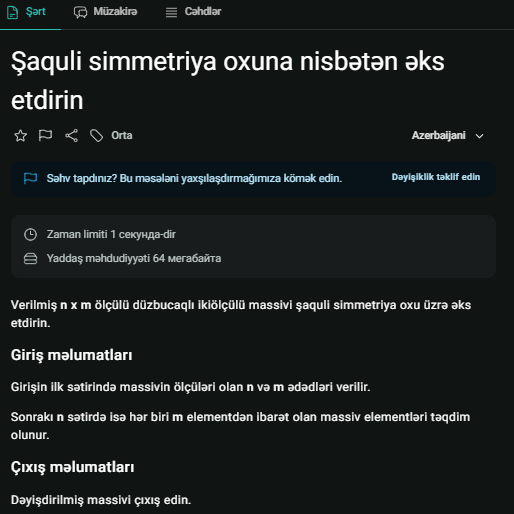 Şərt Müzakirə Cəhdlər
Şaquli simmetriya oxuna nisbətən əks
etdirin
Orta Azerbaijani
Səhv tapdınız? Bu məsələni yaxşılaşdırmağımıza kömək edin. Dəyişiklik təklif edin
Zaman limiti 1 секунда-dir
Yaddaş məhdudiyyəti 64 мегабайта
Verilmiş n x m ölçülü düzbucaqlı ikiölçülü massivi şaquli simmetriya oxu üzrə əks
etdirin.
Giriş məlumatları
Girişin ilk sətirində massivin ölçüləri olan n və m ədədləri verilir.
Sonrakı n sətirdə isə hər biri m elementdən ibarət olan massiv elementləri təqdim
olunur.
Çıxış məlumatları
Dəyişdirilmiş massivi çıxış edin.